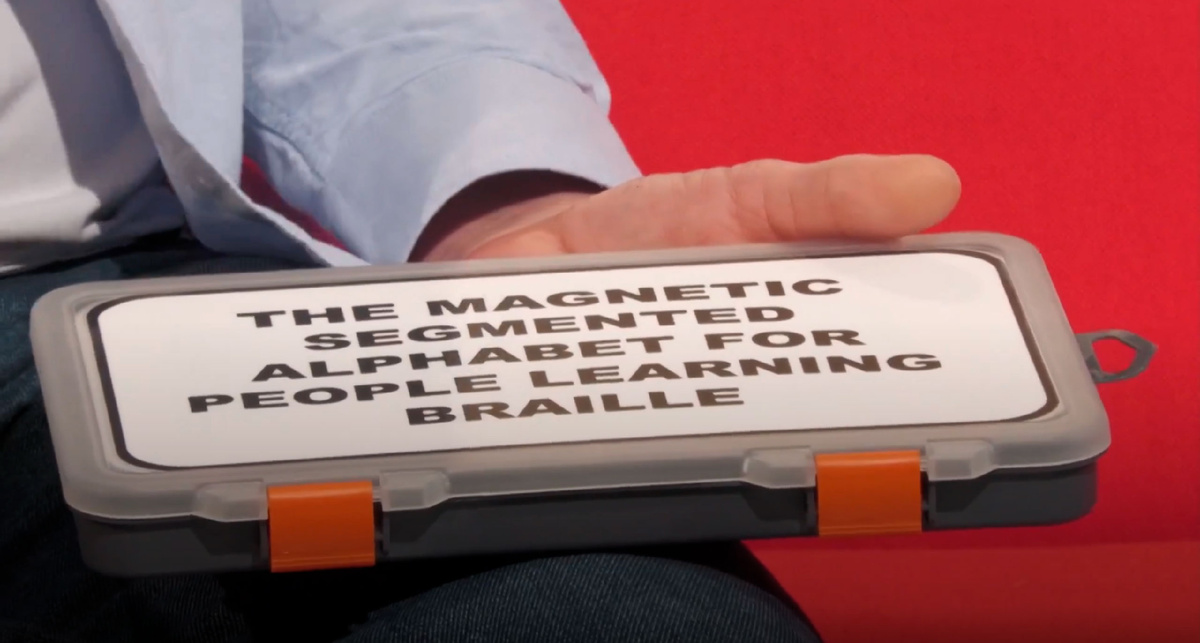 THE MAGNETIC
SEGMENTED
ALPHABET FOR
PEOPLE LEARNING
BRAILLE